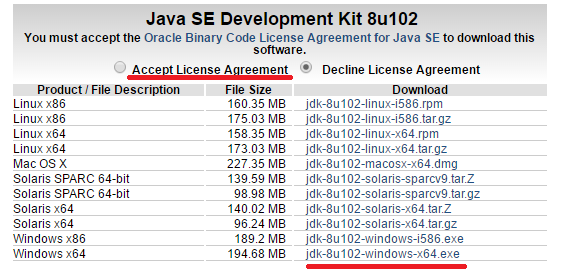 Java SE Development Kit 8u102
You must accept the Oracle Binary Code License Agreement for Java SE to download this
software.
Accept License Agreement Decline License Agreement
Product / File Description File Size Download
Linux x86 160.35 MB jdk-8u102-linux-i586.rpm
Linux x86 175.03 MB jdk-8u102-linux-i586.tar.gz
Linux x64 158.35 MB jdk-8u102-linux-x64.rpm
Linux x64 173.03 MB jdk-8u102-linux-x64.tar.gz
Mac OS X 227.35 MB jdk-8u102-macosx-x64.dmg
Solaris SPARC 64-bit 139.59 MB jdk-8u102-solaris-sparcv9.tar.Z
Solaris SPARC 64-bit 98.98 MB jdk-8u102-solaris-sparcv9.tar.gz
Solaris x64 140.02 MB jdk-8u102-solaris-x64.tar.Z
Solaris x64 96.24 MB jdk-8u102-solaris-x64.tar.gz
Windows x86 189.2 MB jdk-8u102-windows-i586.exe
Windows x64 194.68 MB jdk-8u102-windows-x64.exe